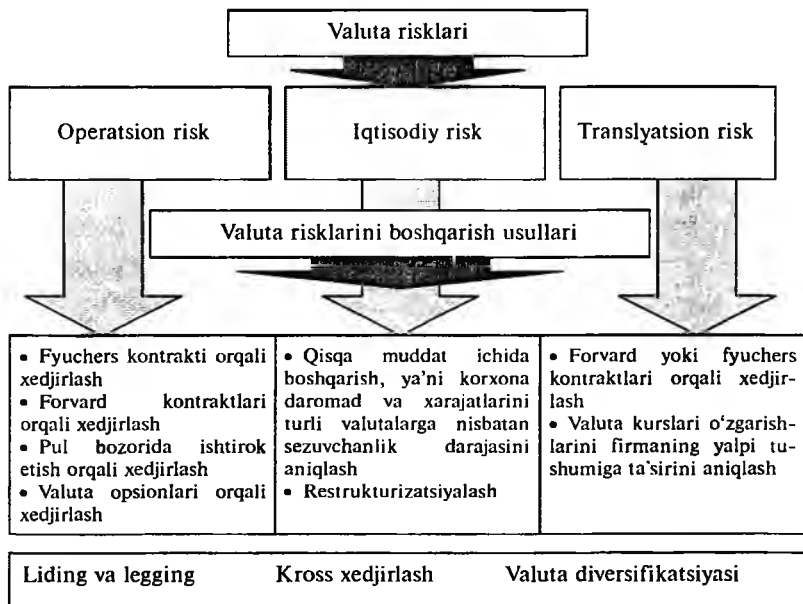 Valuta risklari
Operatsion risk
Iqtisodiy risk
Translyatsion risk
Valuta risklarini boshqarish usullari
• Fyuchers kontrakti orqali
xedjirlash
• Forvard kontraktlari
orqali xedjirlash
• Pul bozorida ishtirok
etish orqali xedjirlash
• Valuta opsionlari orqali
xedjirlash
• Qisqa muddat ichida
boshqarish, ya'ni korxona
daromad va xarajatlarini
turli valutalarga nisbatan
sezuvchanlik darajasini
aniqlash
• Restrukturizatsiyalash
• Forvard yoki fyuchers
kontraktlari orqali xedjir-
lash
• Valuta kurslari o‘zgarish-
larini firmaning yalpi tu-
shumiga ta'sirini aniqlash
Liding va legging Kross xedjirlash Valuta diversifikatsiyasi